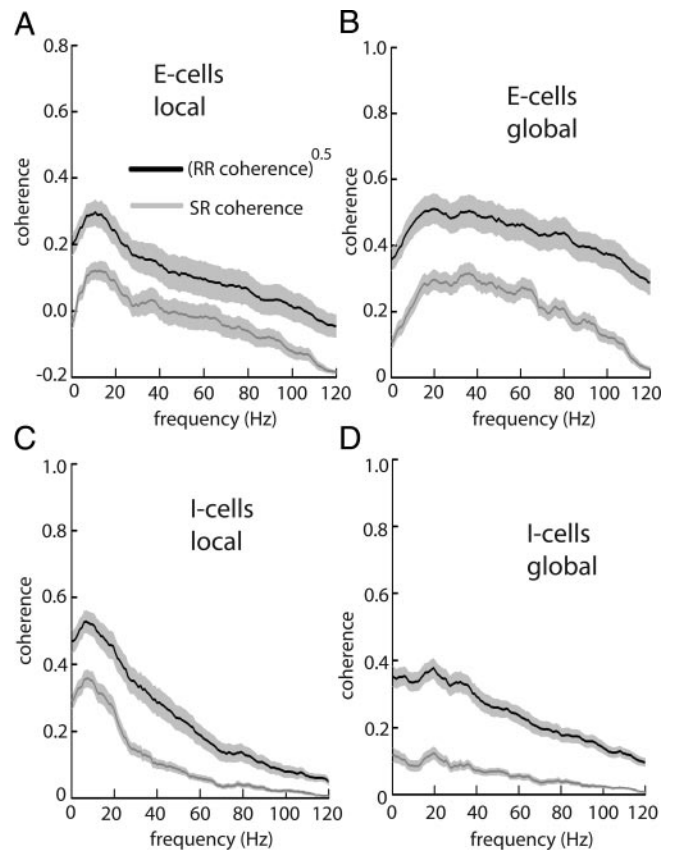 A
0.8
0.6
0.4
0.2
0.0
-0.2
coherence
E-cells
local
(RR coherence)0.5
SR coherence
0 20 40 60 80 100 120
frequency (Hz)
B
1.0
0.8
0.6
0.4
0.2
0
coherence
E-cells
global
0 20 40 60 80 100 120
frequency (Hz)
C
1.0
0.8
0.6
0.4
0.2
0
coherence
I-cells
local
0 20 40 60 80 100 120
frequency (Hz)
D
1.0
0.8
0.6
0.4
0.2
0
coherence
I-cells
global
0 20 40 60 80 100 120
frequency (Hz)